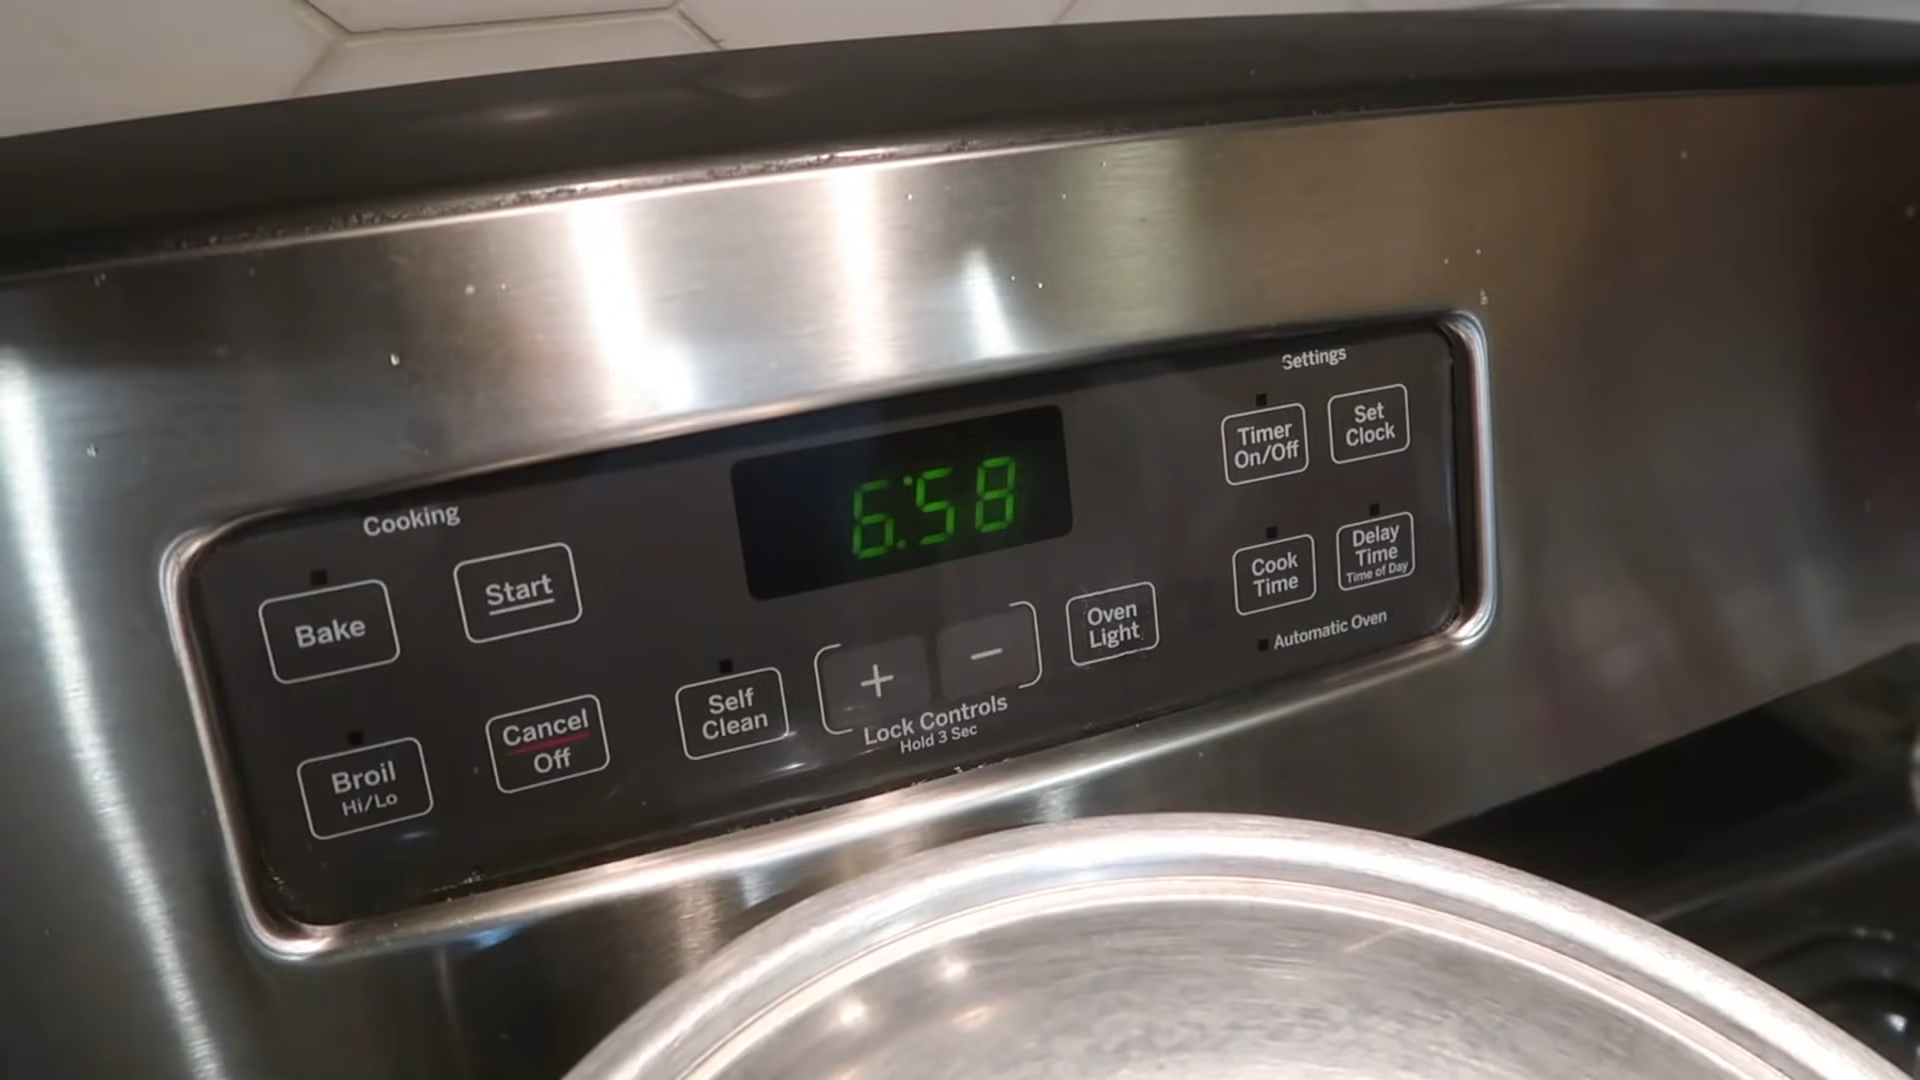 Cooking
Bake
Start
Broil
Hi/Lo
Cancel
Off
Self
Clean
6:58
+
−
Lock Controls
Hold 3 Sec
Oven
Light
Settings
Timer
On/Off
Set
Clock
Cook
Time
Delay
Time
Time of Day
Automatic Oven